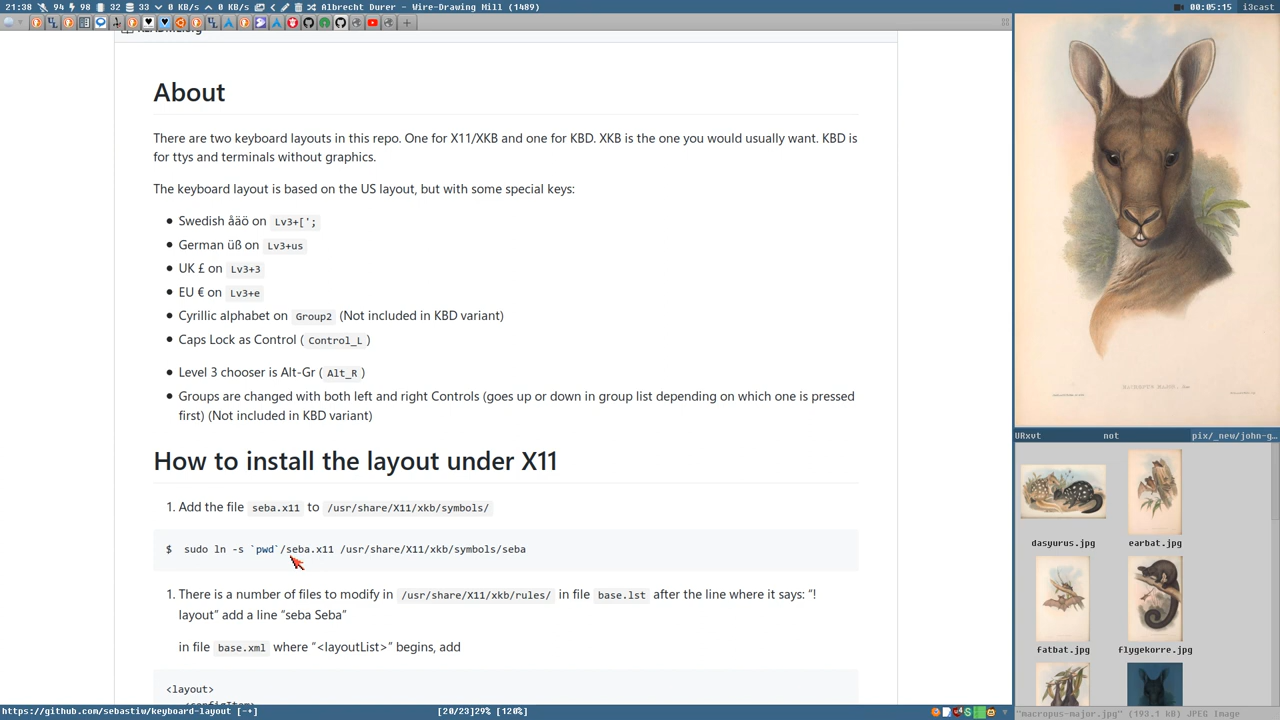 21:38 94 98 32 33 0 KB/s 0 KB/s Albrecht Durer - Wire-Drawing Mill (1489)
00:05:15 i3cast
About
There are two keyboard layouts in this repo. One for X11/XKB and one for KBD. XKB is the one you would usually want. KBD is
for ttys and terminals without graphics.
The keyboard layout is based on the US layout, but with some special keys:
Swedish åäö on Lv3+[';
German üß on Lv3+us
UK £ on Lv3+3
EU € on Lv3+e
Cyrillic alphabet on Group2 (Not included in KBD variant)
Caps Lock as Control ( Control_L )
Level 3 chooser is Alt-Gr ( Alt_R )
Groups are changed with both left and right Controls (goes up or down in group list depending on which one is pressed
first) (Not included in KBD variant)
How to install the layout under X11
1. Add the file seba.x11 to /usr/share/X11/xkb/symbols/
$ sudo ln -s `pwd`/seba.x11 /usr/share/X11/xkb/symbols/seba
1. There is a number of files to modify in /usr/share/X11/xkb/rules/ in file base.lst after the line where it says: “!
layout” add a line “seba Seba”
in file base.xml where “<layoutList>” begins, add
<layout>
https://github.com/sebastiw/keyboard-layout [-+]
[20/23]29% [120%]
MACROPUS MAJOR,
URxvt not pix/_new/john-g…
dasyurus.jpg earbat.jpg
fatbat.jpg flygekorre.jpg
"macropus-major.jpg" (193.1 kB) JPEG Image